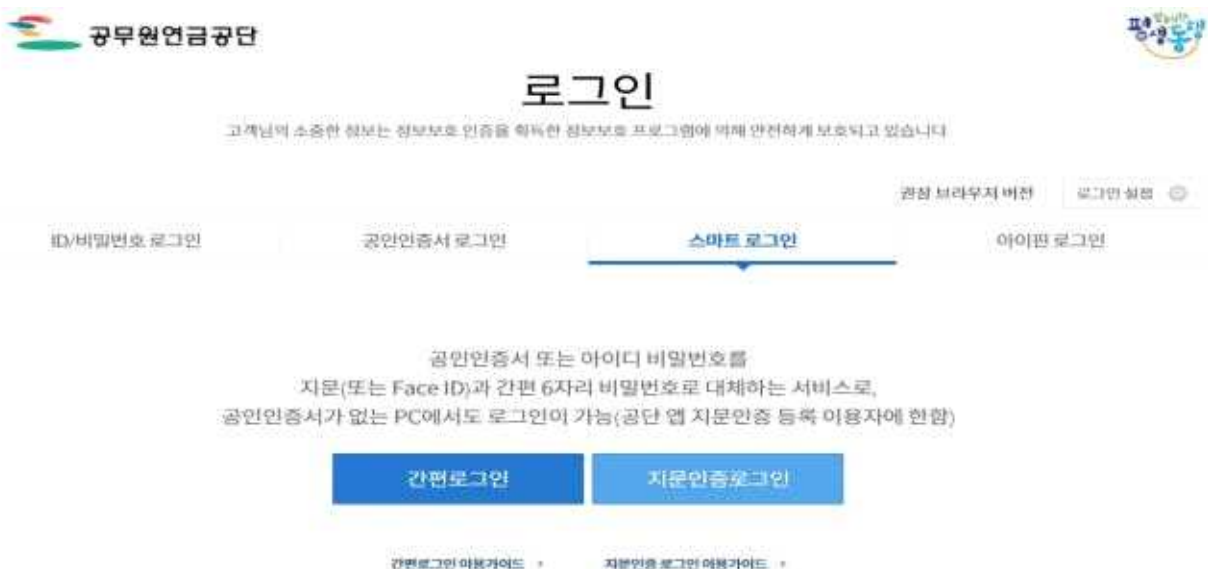 공무원연금공단
평생동행
로그인
고객님의 소중한 정보는 정보보호 인증을 획득한 정보보호 프로그램에 의해 안전하게 보호되고 있습니다
권장 브라우저 버전 로그인 설정
ID/비밀번호 로그인 공인인증서 로그인 스마트 로그인 아이핀 로그인
공인인증서 또는 아이디 비밀번호를
지문(또는 Face ID)과 간편 6자리 비밀번호로 대체하는 서비스로,
공인인증서가 없는 PC에서도 로그인이 가능(공단 앱 지문인증 등록 이용자에 한함)
간편로그인 지문인증로그인
간편로그인 이용가이드 지문인증 로그인 이용가이드